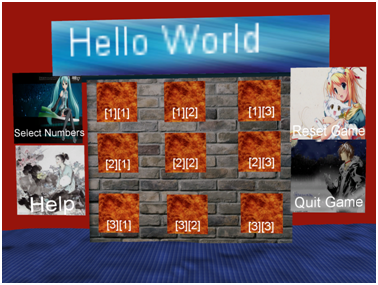 Hello World
Select Numbers
Help
[1][1] [1][2] [1][3]
[2][1] [2][2] [2][3]
[3][1] [3][2] [3][3]
Reset Game
Quit Game